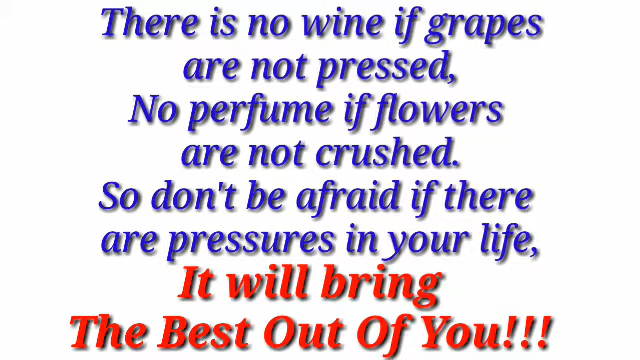 There is no wine if grapes
are not pressed,
No perfume if flowers
are not crushed.
So don't be afraid if there
are pressures in your life,
It will bring
The Best Out Of You!!!